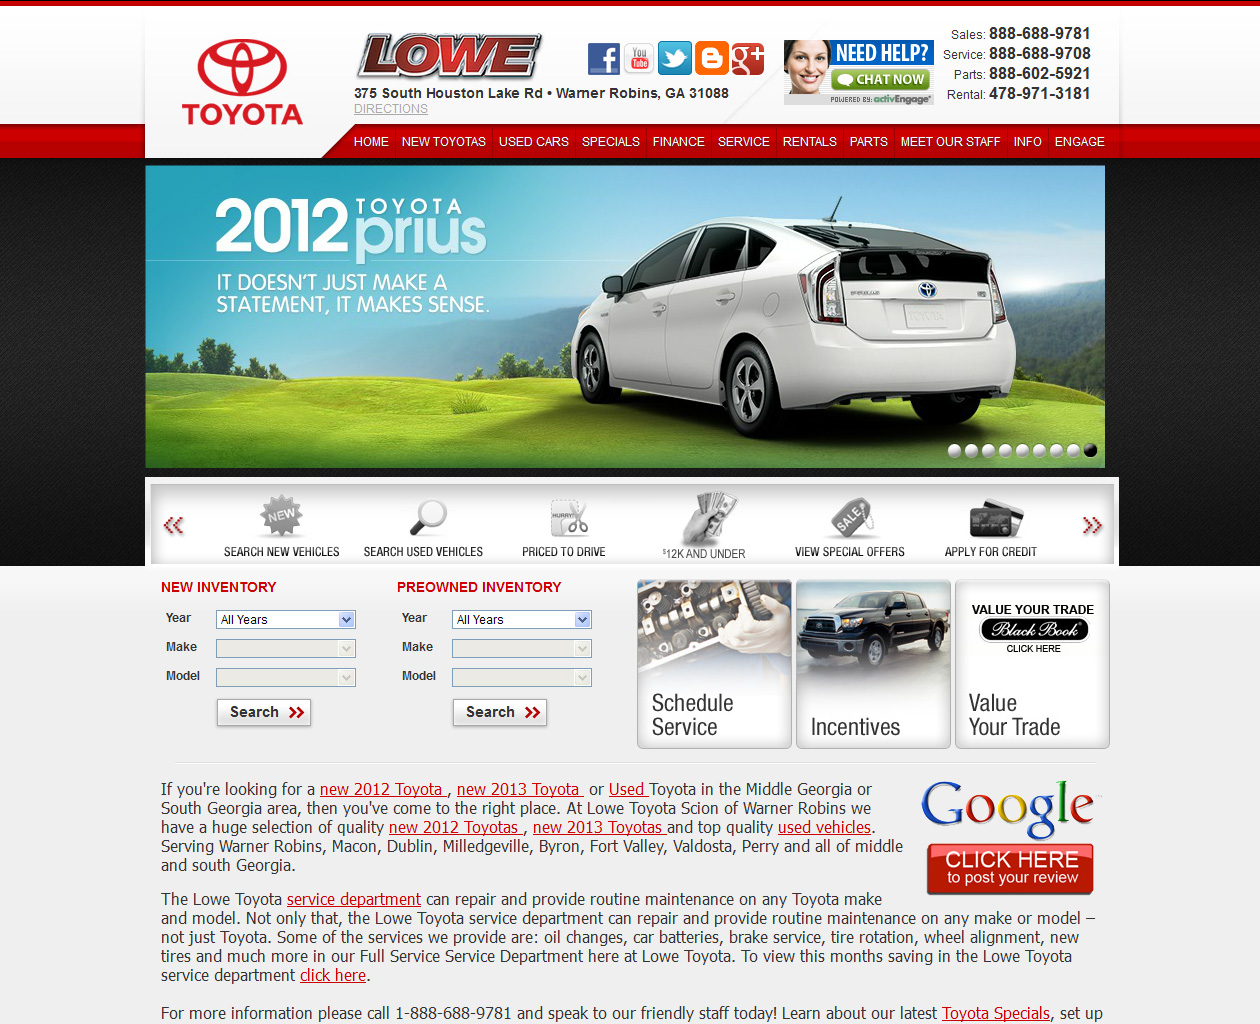 TOYOTA
LOWE
375 South Houston Lake Rd • Warner Robins, GA 31088
DIRECTIONS
You Tube
NEED HELP?
CHAT NOW
POWERED BY: activEngage
Sales: 888-688-9781
Service: 888-688-9708
Parts: 888-602-5921
Rental: 478-971-3181
HOME NEW TOYOTAS USED CARS SPECIALS FINANCE SERVICE RENTALS PARTS MEET OUR STAFF INFO ENGAGE
2012 TOYOTA prius
IT DOESN'T JUST MAKE A
STATEMENT, IT MAKES SENSE.
PRIUS
NEW
HURRY!
SALE
SEARCH NEW VEHICLES SEARCH USED VEHICLES PRICED TO DRIVE $12K AND UNDER VIEW SPECIAL OFFERS APPLY FOR CREDIT
NEW INVENTORY
Year All Years
Make
Model
Search
PREOWNED INVENTORY
Year All Years
Make
Model
Search
Schedule
Service
Incentives
VALUE YOUR TRADE
Black Book
CLICK HERE
Value
Your Trade
If you're looking for a new 2012 Toyota , new 2013 Toyota or Used Toyota in the Middle Georgia or
South Georgia area, then you've come to the right place. At Lowe Toyota Scion of Warner Robins we
have a huge selection of quality new 2012 Toyotas , new 2013 Toyotas and top quality used vehicles.
Serving Warner Robins, Macon, Dublin, Milledgeville, Byron, Fort Valley, Valdosta, Perry and all of middle
and south Georgia.
Google
CLICK HERE
to post your review
The Lowe Toyota service department can repair and provide routine maintenance on any Toyota make
and model. Not only that, the Lowe Toyota service department can repair and provide routine maintenance on any make or model –
not just Toyota. Some of the services we provide are: oil changes, car batteries, brake service, tire rotation, wheel alignment, new
tires and much more in our Full Service Service Department here at Lowe Toyota. To view this months saving in the Lowe Toyota
service department click here.
For more information please call 1-888-688-9781 and speak to our friendly staff today! Learn about our latest Toyota Specials, set up